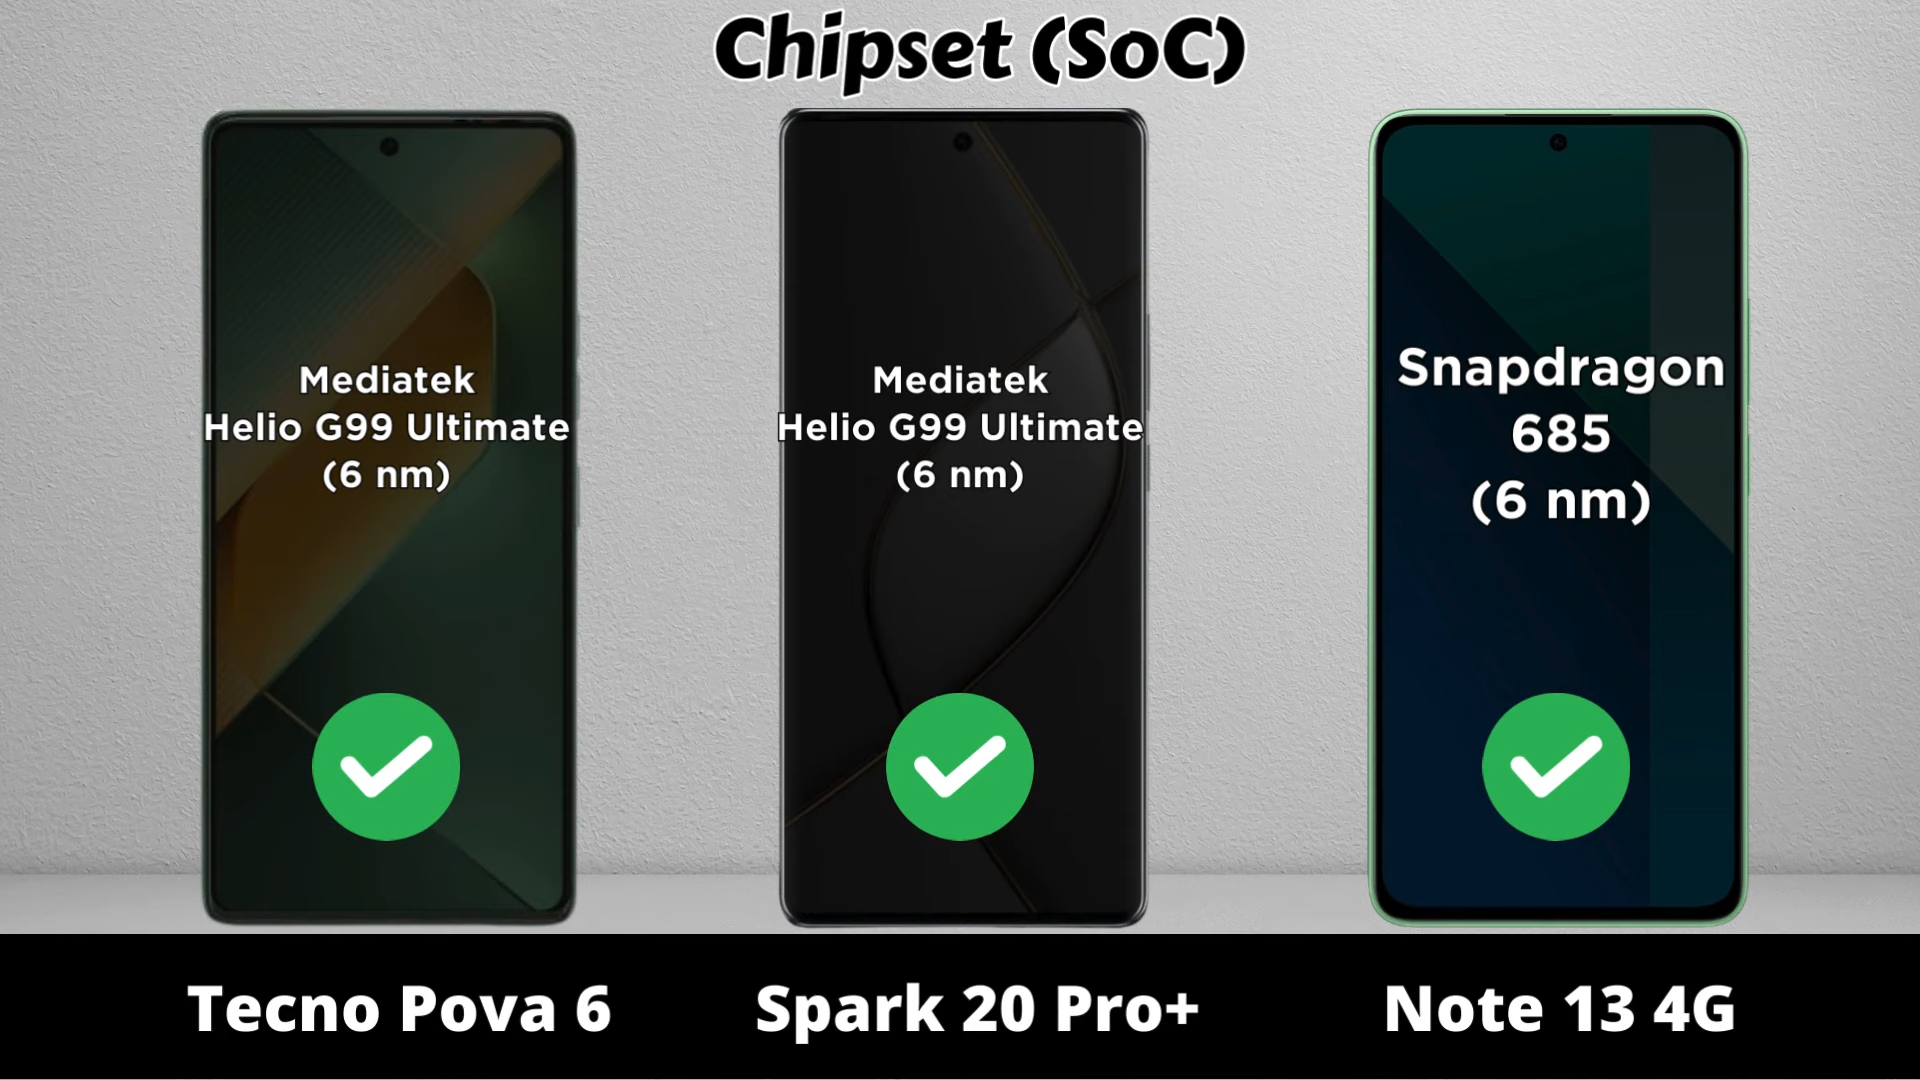 Chipset (SoC)
Mediatek
Helio G99 Ultimate
(6 nm)
Mediatek
Helio G99 Ultimate
(6 nm)
Snapdragon
685
(6 nm)
Tecno Pova 6
Spark 20 Pro+
Note 13 4G